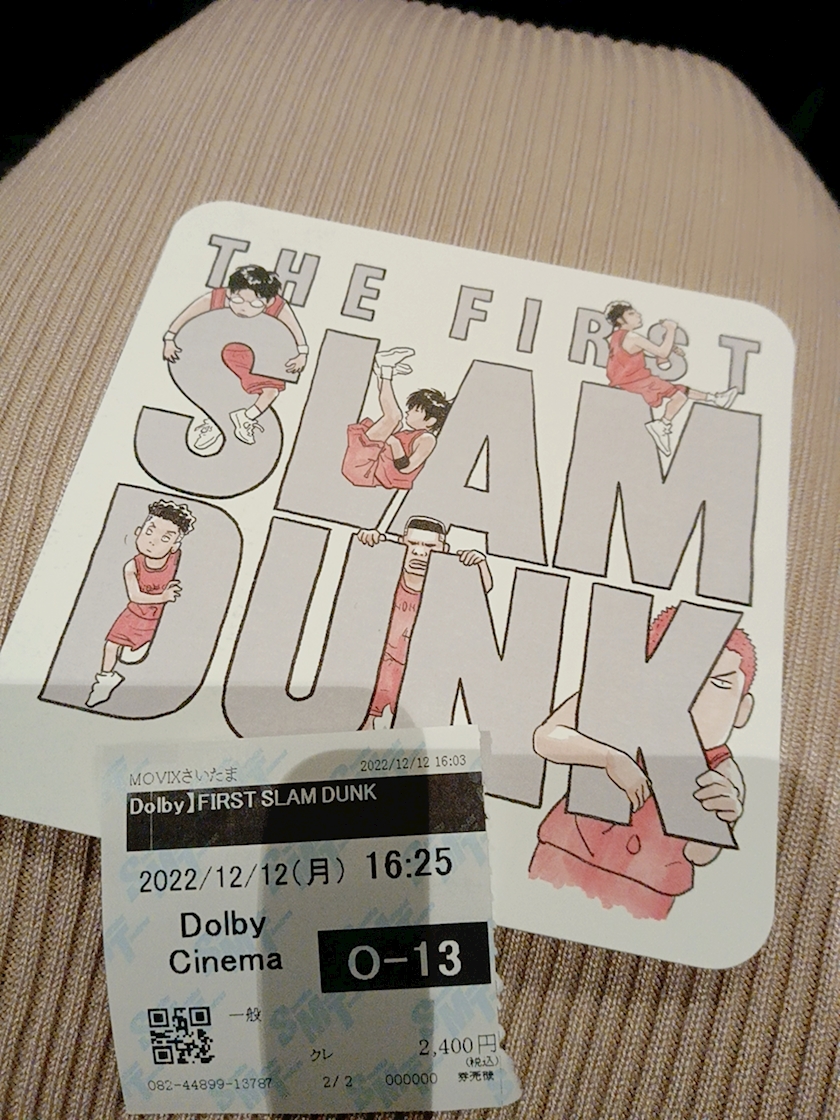 THE FIRST
SLAM
DUNK
MOVIXさいたま
2022/12/12 16:03
Dolby】FIRST SLAM DUNK
2022/12/12(月) 16:25
Dolby
Cinema
O-13
一般
クレ
2,400円
(税込)
082-44899-13787
2/2
000000
券売機